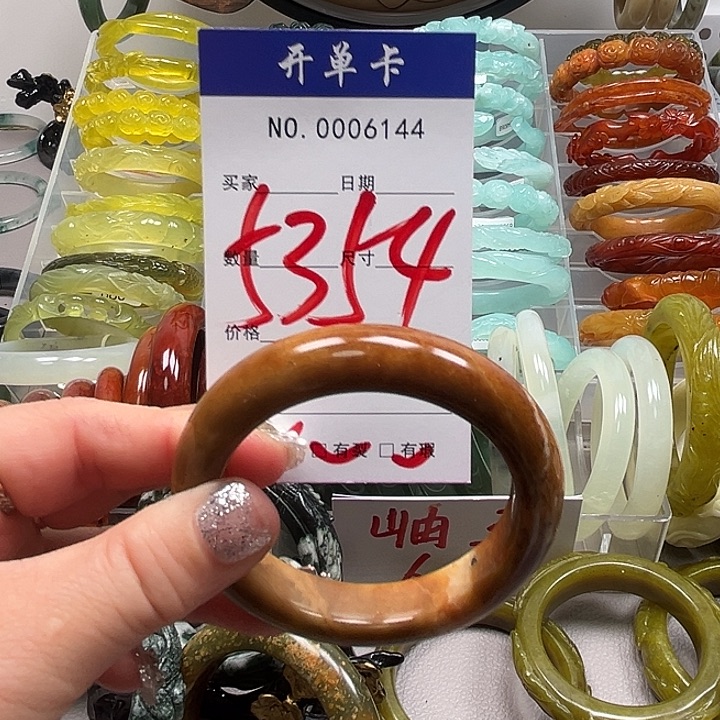 开单卡
NO.0006144
买家 日期
5354
数量 尺寸
价格
□有裂 □有瑕
岫